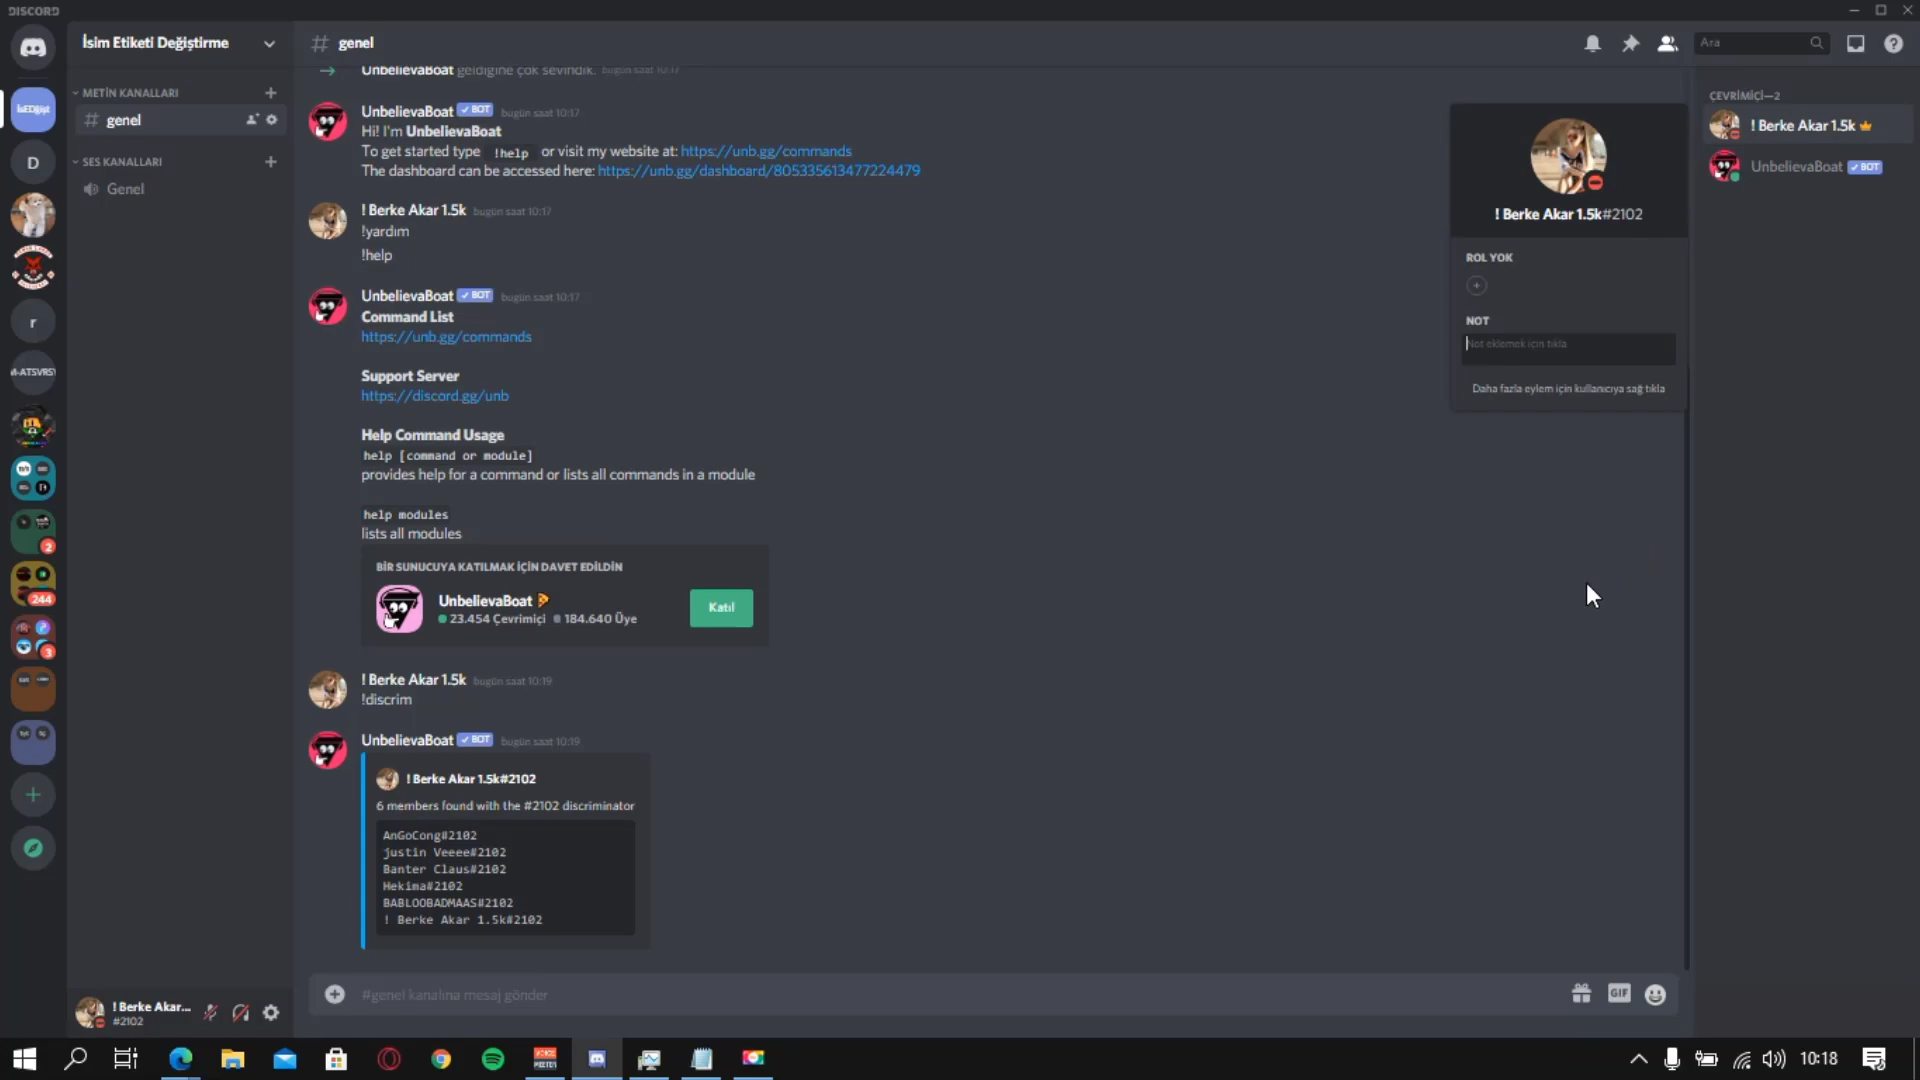 DISCORD
İsim Etiketi Değiştirme
# genel
Ara
METİN KANALLARI
genel
SES KANALLARI
Genel
D
r
2
244
3
UnbelievaBoat geldiğine çok sevindik. bugün saat 10:17
UnbelievaBoat BOT bugün saat 10:17
Hi! I'm UnbelievaBoat
To get started type !help or visit my website at: https://unb.gg/commands
The dashboard can be accessed here: https://unb.gg/dashboard/805335613477224479
! Berke Akar 1.5k bugün saat 10:17
!yardım
!help
UnbelievaBoat BOT bugün saat 10:17
Command List
https://unb.gg/commands
Support Server
https://discord.gg/unb
Help Command Usage
help [command or module]
provides help for a command or lists all commands in a module
help modules
lists all modules
BİR SUNUCUYA KATILMAK İÇİN DAVET EDİLDİN
UnbelievaBoat
23.454 Çevrimiçi 184.640 Üye
Katıl
! Berke Akar 1.5k bugün saat 10:19
!discrim
UnbelievaBoat BOT bugün saat 10:19
! Berke Akar 1.5k#2102
6 members found with the #2102 discriminator
AnGoCong#2102
justin Veeee#2102
Banter Claus#2102
Hekima#2102
BABLOOBADMAAS#2102
! Berke Akar 1.5k#2102
#genel kanalına mesaj gönder
GIF
! Berke Akar 1.5k#2102
ROL YOK
NOT
Not eklemek için tıkla
Daha fazla eylem için kullanıcıya sağ tıkla
ÇEVRİMİÇİ—2
! Berke Akar 1.5k
UnbelievaBoat BOT
! Berke Akar...
#2102
10:18